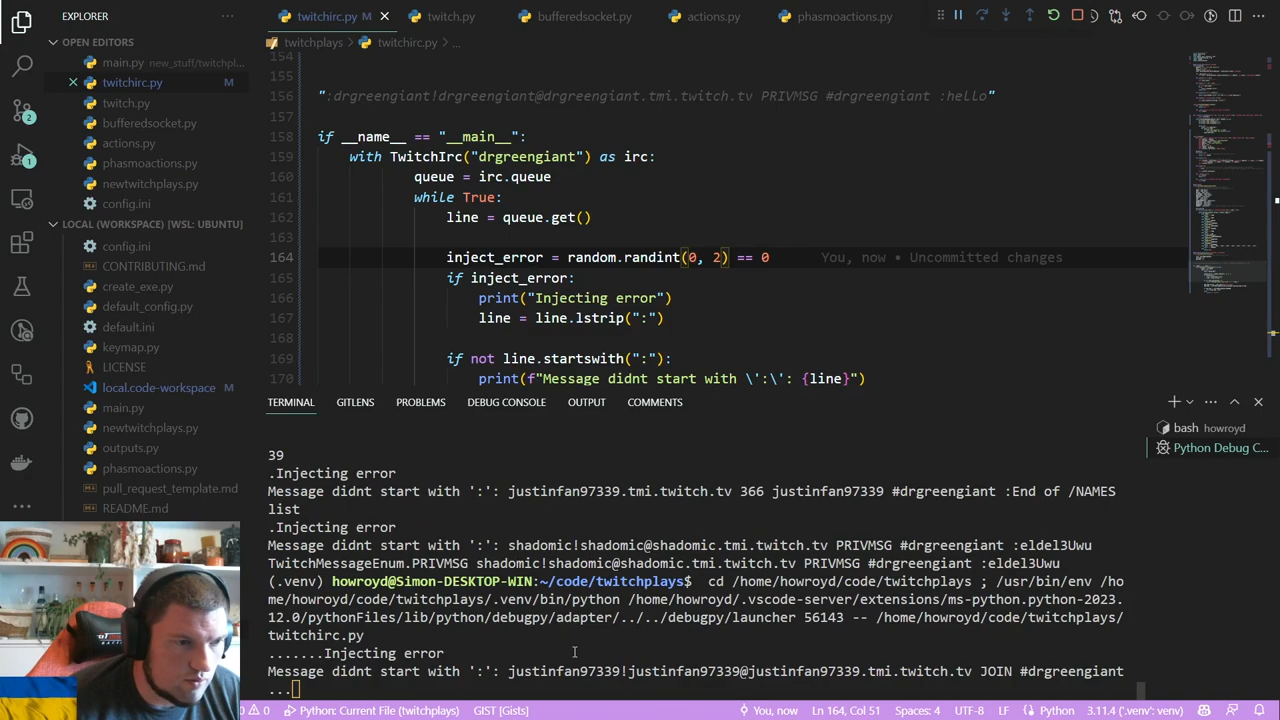 EXPLORER
twitchirc.py M
twitch.py
bufferedsocket.py
actions.py
phasmoactions.py
twitchplays > twitchirc.py > ...
OPEN EDITORS
main.py new_stuff/twitchpl...
twitchirc.py M
twitch.py
bufferedsocket.py
actions.py
phasmoactions.py
newtwitchplays.py
config.ini
LOCAL (WORKSPACE) [WSL: UBUNTU]
config.ini
CONTRIBUTING.md
create_exe.py
default_config.py
default.ini
keymap.py
LICENSE
local.code-workspace M
main.py
newtwitchplays.py
outputs.py
phasmoactions.py
pull_request_template.md
README.md
2
1
154
155
156 ":drgreengiant!drgreengiant@drgreengiant.tmi.twitch.tv PRIVMSG #drgreengiant :hello"
157
158 if __name__ == "__main__":
159 with TwitchIrc("drgreengiant") as irc:
160 queue = irc.queue
161 while True:
162 line = queue.get()
163
164 inject_error = random.randint(0, 2) == 0 You, now • Uncommitted changes
165 if inject_error:
166 print("Injecting error")
167 line = line.lstrip(":")
168
169 if not line.startswith(":"):
170 print(f"Message didnt start with \':\': {line}")
TERMINAL GITLENS PROBLEMS DEBUG CONSOLE OUTPUT COMMENTS
bash howroyd
Python Debug C...
39
.Injecting error
Message didnt start with ':': justinfan97339.tmi.twitch.tv 366 justinfan97339 #drgreengiant :End of /NAMES
list
.Injecting error
Message didnt start with ':': shadomic!shadomic@shadomic.tmi.twitch.tv PRIVMSG #drgreengiant :eldel3Uwu
TwitchMessageEnum.PRIVMSG shadomic!shadomic@shadomic.tmi.twitch.tv PRIVMSG #drgreengiant :eldel3Uwu
(.venv) howroyd@Simon-DESKTOP-WIN:~/code/twitchplays$ cd /home/howroyd/code/twitchplays ; /usr/bin/env /ho
me/howroyd/code/twitchplays/.venv/bin/python /home/howroyd/.vscode-server/extensions/ms-python.python-2023.
12.0/pythonFiles/lib/python/debugpy/adapter/../../debugpy/launcher 56143 -- /home/howroyd/code/twitchplays/
twitchirc.py
.......Injecting error
Message didnt start with ':': justinfan97339!justinfan97339@justinfan97339.tmi.twitch.tv JOIN #drgreengiant
...
0 Python: Current File (twitchplays) GIST [Gists] You, now Ln 164, Col 51 Spaces: 4 UTF-8 LF Python 3.11.4 ('.venv': venv)